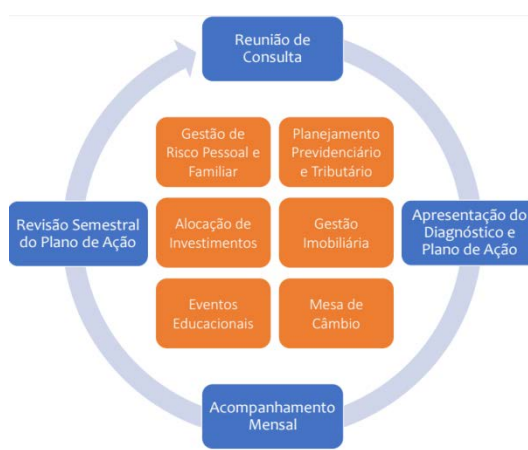 Reunião de
Consulta
Gestão de
Risco Pessoal e
Familiar
Planejamento
Previdenciário
e Tributário
Revisão Semestral
do Plano de Ação
Alocação de
Investimentos
Gestão
Imobiliária
Apresentação do
Diagnóstico e
Plano de Ação
Eventos
Educacionais
Mesa de
Câmbio
Acompanhamento
Mensal